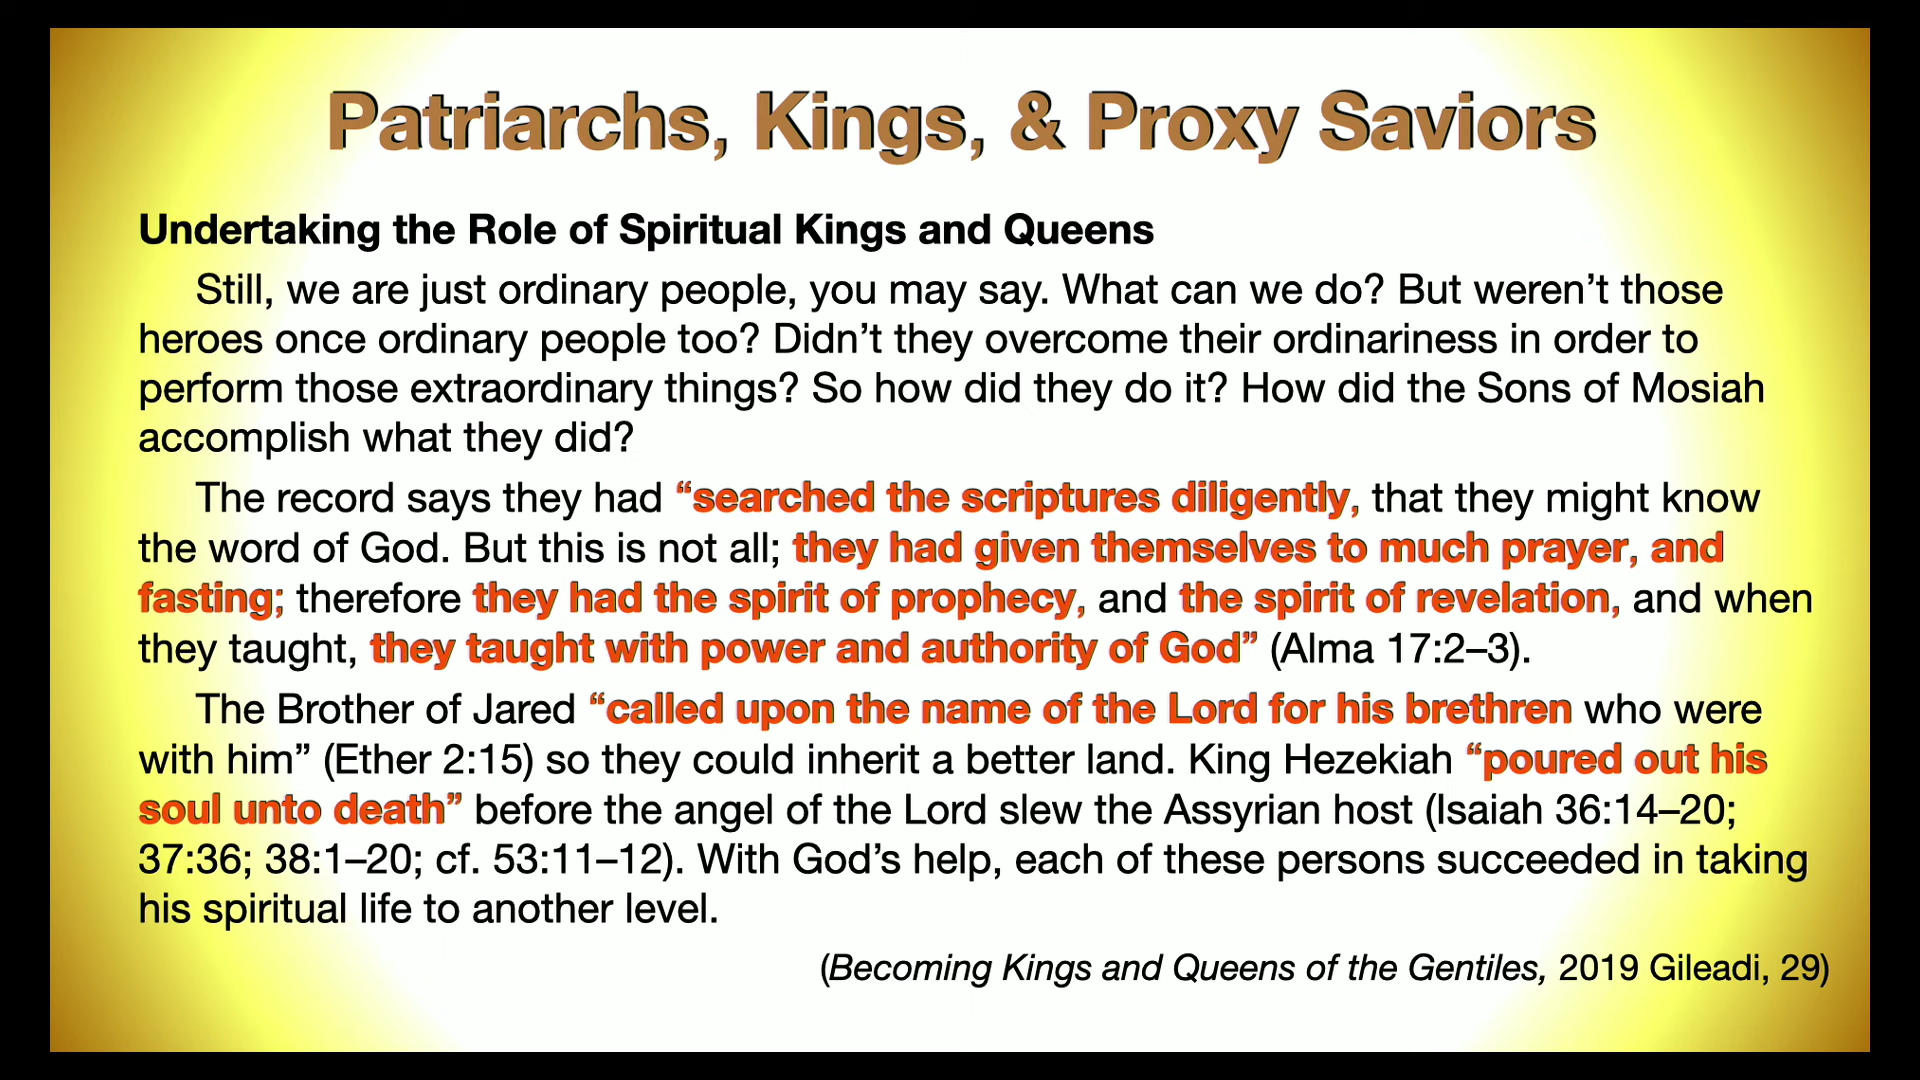 Patriarchs, Kings, & Proxy Saviors
Undertaking the Role of Spiritual Kings and Queens
Still, we are just ordinary people, you may say. What can we do? But weren’t those
heroes once ordinary people too? Didn’t they overcome their ordinariness in order to
perform those extraordinary things? So how did they do it? How did the Sons of Mosiah
accomplish what they did?
The record says they had “searched the scriptures diligently, that they might know
the word of God. But this is not all; they had given themselves to much prayer, and
fasting; therefore they had the spirit of prophecy, and the spirit of revelation, and when
they taught, they taught with power and authority of God” (Alma 17:2–3).
The Brother of Jared “called upon the name of the Lord for his brethren who were
with him” (Ether 2:15) so they could inherit a better land. King Hezekiah “poured out his
soul unto death” before the angel of the Lord slew the Assyrian host (Isaiah 36:14–20;
37:36; 38:1–20; cf. 53:11–12). With God’s help, each of these persons succeeded in taking
his spiritual life to another level.
(Becoming Kings and Queens of the Gentiles, 2019 Gileadi, 29)